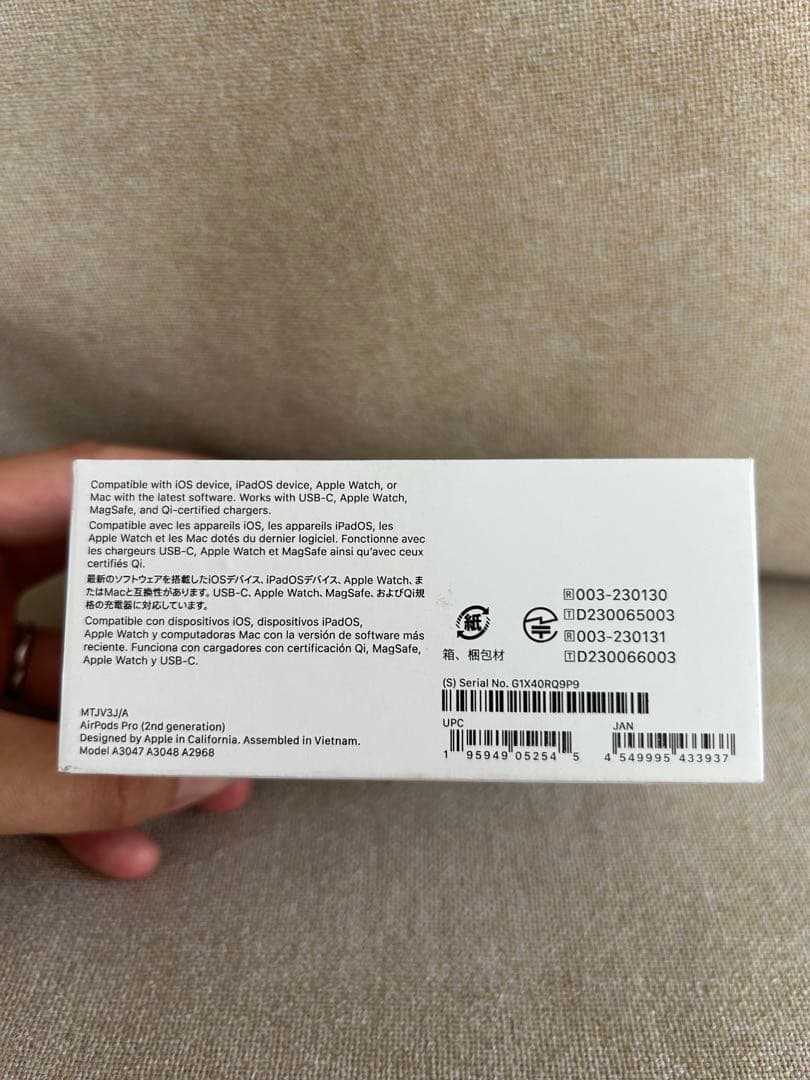 Compatible with iOS device, iPadOS device, Apple Watch, or
Mac with the latest software. Works with USB-C, Apple Watch,
MagSafe, and Qi-certified chargers.
Compatible avec les appareils iOS, les appareils iPadOS, les
Apple Watch et les Mac dotés du dernier logiciel. Fonctionne avec
les chargeurs USB-C, Apple Watch et MagSafe ainsi qu'avec ceux
certifiés Qi.
最新のソフトウェアを搭載したiOSデバイス、iPadOSデバイス、Apple Watch、ま
たはMacと互換性があります。USB-C、Apple Watch、MagSafe、およびQi規
格の充電器に対応しています。
Compatible con dispositivos iOS, dispositivos iPadOS,
Apple Watch y computadoras Mac con la versión de software más
reciente. Funciona con cargadores con certificación Qi, MagSafe,
Apple Watch y USB-C.
MTJV3J/A
AirPods Pro (2nd generation)
Designed by Apple in California. Assembled in Vietnam.
Model A3047 A3048 A2968
紙
箱、梱包材
R 003-230130
T D230065003
R 003-230131
T D230066003
(S) Serial No. G1X40RQ9P9
UPC
1 95949 05254 5
JAN
4 549995 433937